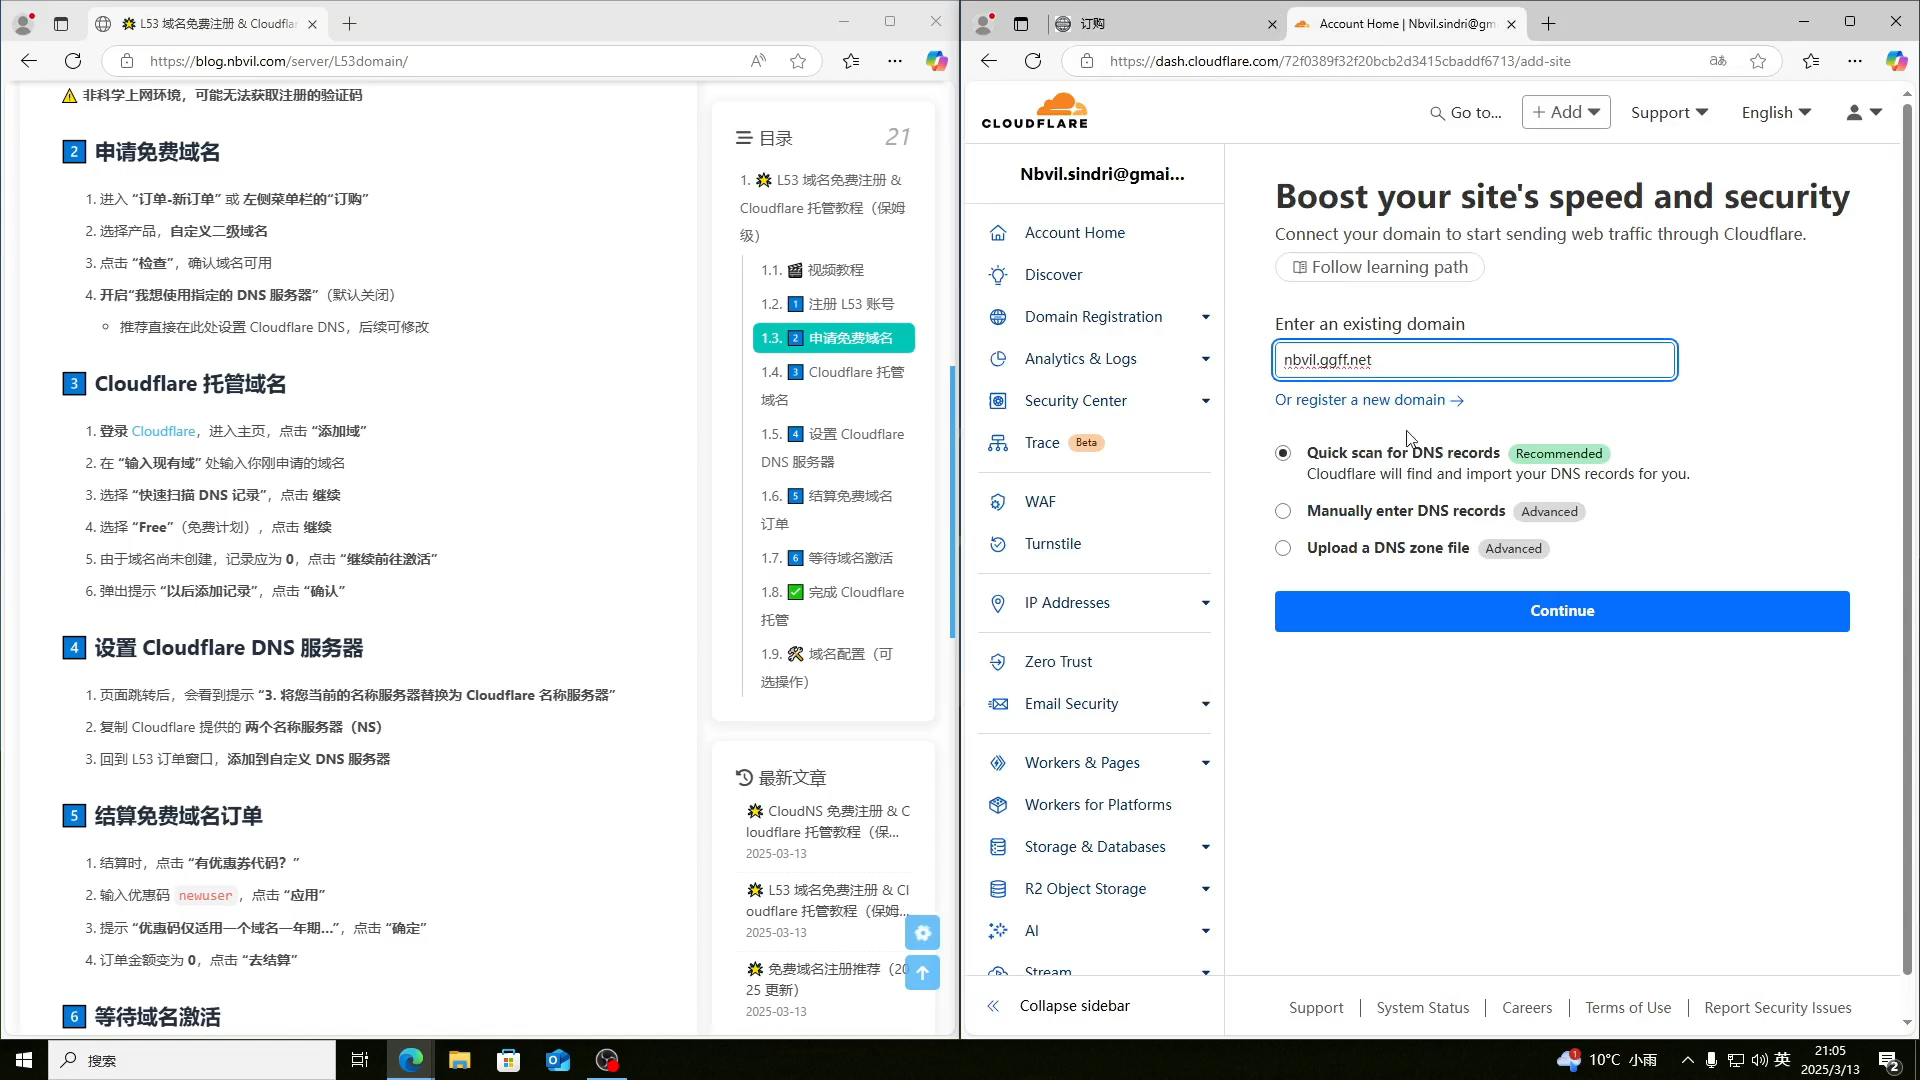 L53 域名免费注册 & Cloudflar
https://blog.nbvil.com/server/L53domain/
非科学上网环境，可能无法获取注册的验证码
2 申请免费域名
1. 进入 “订单-新订单” 或 左侧菜单栏的“订购”
2. 选择产品，自定义二级域名
3. 点击 “检查”，确认域名可用
4. 开启“我想使用指定的 DNS 服务器”（默认关闭）
推荐直接在此处设置 Cloudflare DNS，后续可修改
3 Cloudflare 托管域名
1. 登录 Cloudflare，进入主页，点击 “添加域”
2. 在 “输入现有域” 处输入你刚申请的域名
3. 选择 “快速扫描 DNS 记录”，点击 继续
4. 选择 “Free”（免费计划），点击 继续
5. 由于域名尚未创建，记录应为 0，点击 “继续前往激活”
6. 弹出提示 “以后添加记录”，点击 “确认”
4 设置 Cloudflare DNS 服务器
1. 页面跳转后，会看到提示 “3. 将您当前的名称服务器替换为 Cloudflare 名称服务器”
2. 复制 Cloudflare 提供的 两个名称服务器（NS）
3. 回到 L53 订单窗口，添加到自定义 DNS 服务器
5 结算免费域名订单
1. 结算时，点击 “有优惠券代码？”
2. 输入优惠码 newuser，点击 “应用”
3. 提示 “优惠码仅适用一个域名一年期...”，点击 “确定”
4. 订单金额变为 0，点击 “去结算”
6 等待域名激活
目录 21
1. L53 域名免费注册 &
Cloudflare 托管教程（保姆
级）
1.1. 视频教程
1.2. 1 注册 L53 账号
1.3. 2 申请免费域名
1.4. 3 Cloudflare 托管
域名
1.5. 4 设置 Cloudflare
DNS 服务器
1.6. 5 结算免费域名
订单
1.7. 6 等待域名激活
1.8. 完成 Cloudflare
托管
1.9. 域名配置（可
选操作）
最新文章
CloudNS 免费注册 & C
loudflare 托管教程（保...
2025-03-13
L53 域名免费注册 & Cl
oudflare 托管教程（保姆...
2025-03-13
免费域名注册推荐（20
25 更新）
2025-03-13
订购
Account Home | Nbvil.sindri@gm
https://dash.cloudflare.com/72f0389f32f20bcb2d3415cbaddf6713/add-site
CLOUDFLARE
Go to...
+ Add
Support
English
Nbvil.sindri@gmai...
Account Home
Discover
Domain Registration
Analytics & Logs
Security Center
Trace Beta
WAF
Turnstile
IP Addresses
Zero Trust
Email Security
Workers & Pages
Workers for Platforms
Storage & Databases
R2 Object Storage
AI
Stream
Collapse sidebar
Boost your site's speed and security
Connect your domain to start sending web traffic through Cloudflare.
Follow learning path
Enter an existing domain
nbvil.ggff.net
Or register a new domain →
Quick scan for DNS records Recommended
Cloudflare will find and import your DNS records for you.
Manually enter DNS records Advanced
Upload a DNS zone file Advanced
Continue
Support
System Status
Careers
Terms of Use
Report Security Issues
搜索
1
10°C 小雨
英
21:05
2025/3/13
2